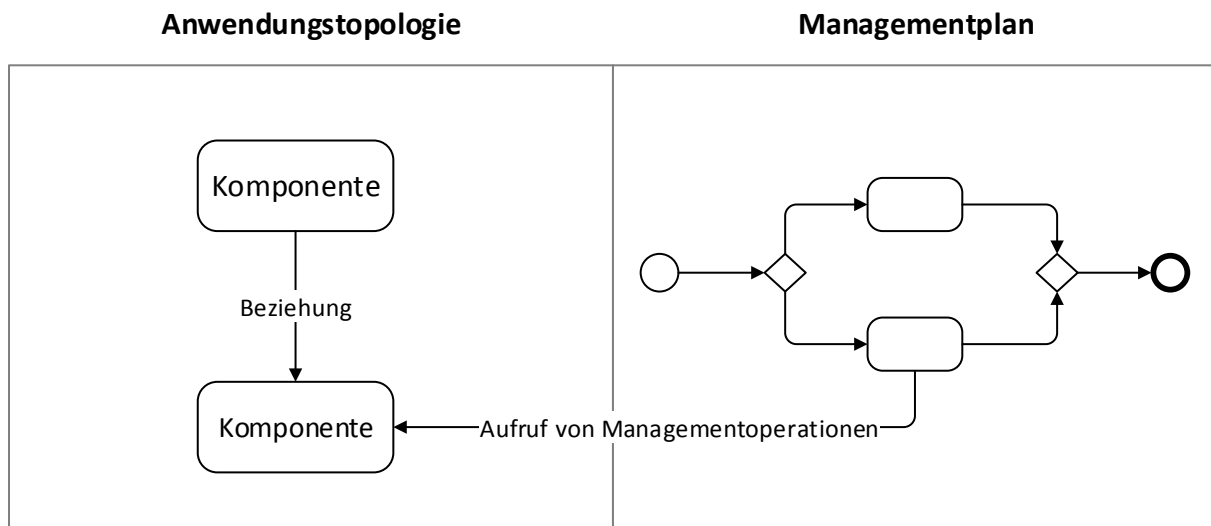 Anwendungstopologie
Managementplan
Komponente
Beziehung
Komponente
Aufruf von Managementoperationen